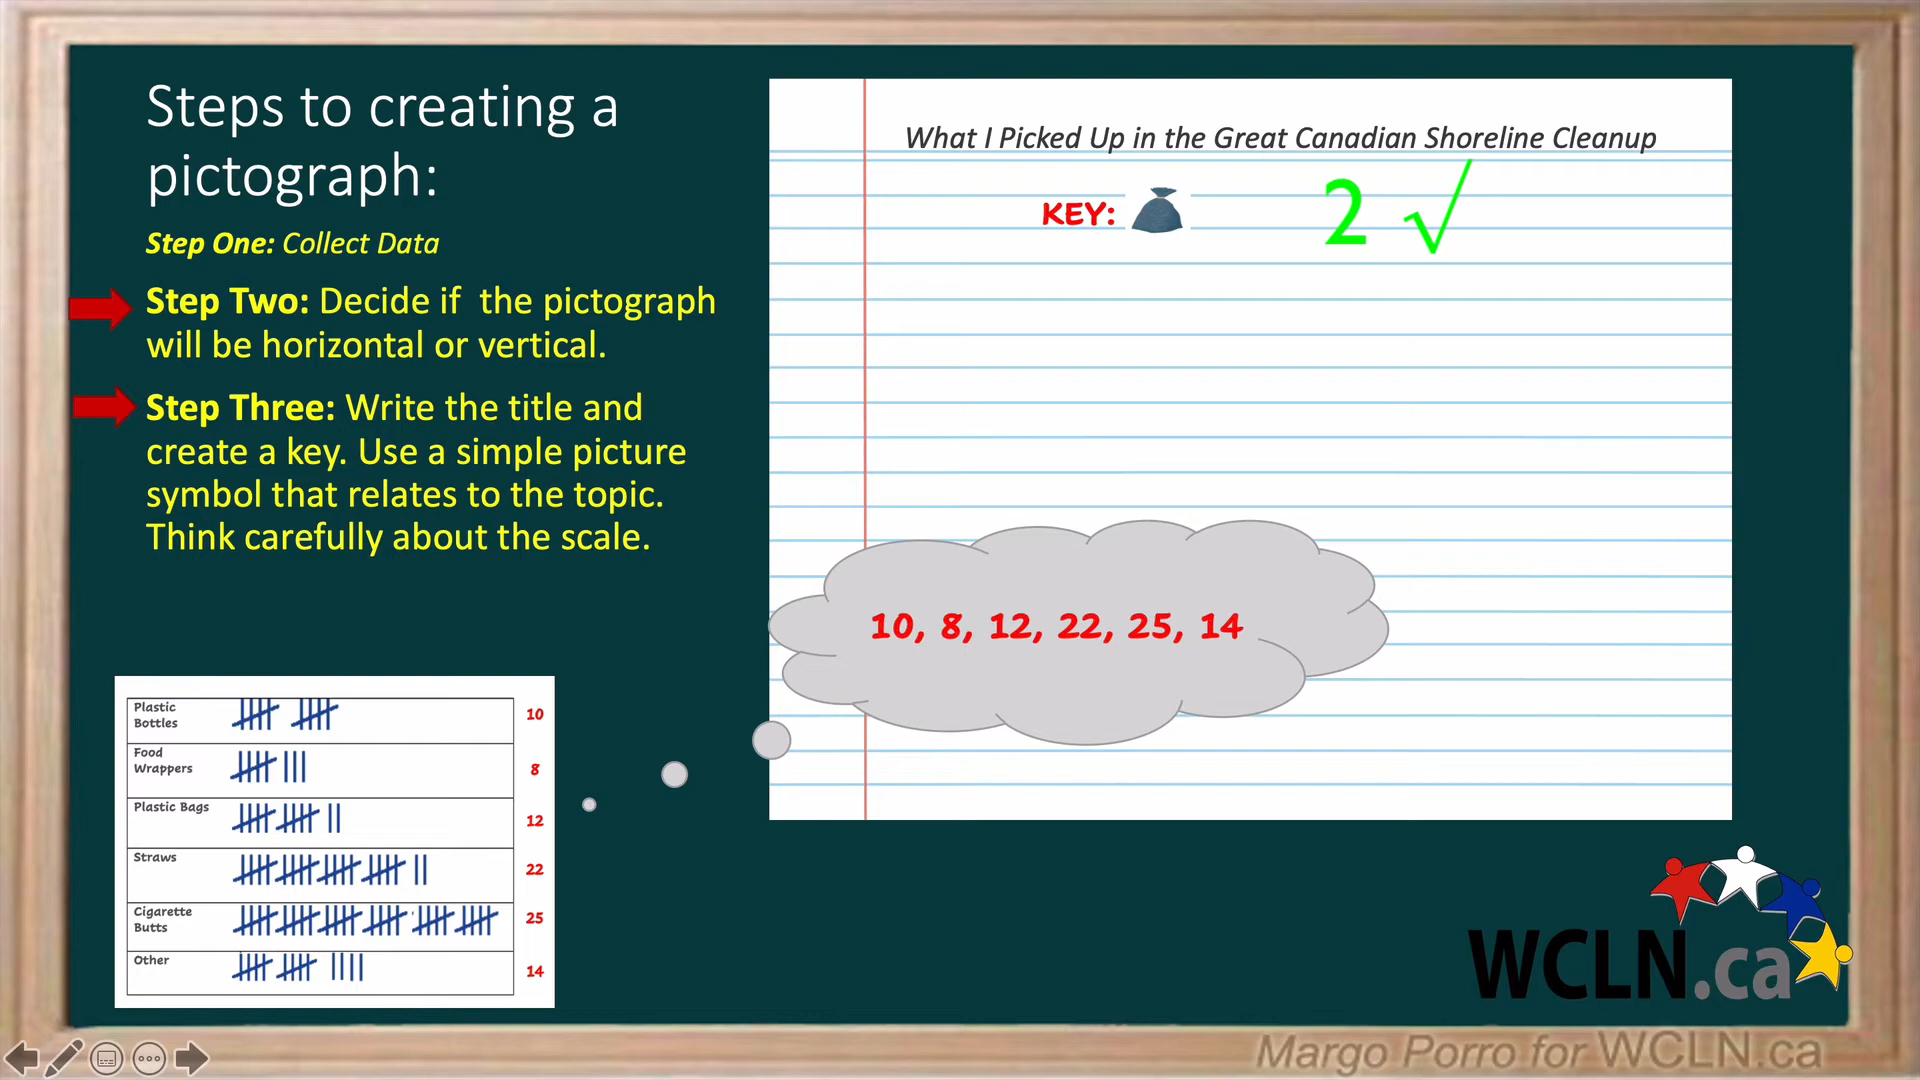 Steps to creating a
pictograph:
Step One: Collect Data
Step Two: Decide if the pictograph
will be horizontal or vertical.
Step Three: Write the title and
create a key. Use a simple picture
symbol that relates to the topic.
Think carefully about the scale.
What I Picked Up in the Great Canadian Shoreline Cleanup
KEY:
2 √
10, 8, 12, 22, 25, 14
Plastic
Bottles
10
Food
Wrappers
8
Plastic Bags
12
Straws
22
Cigarette
Butts
25
Other
14
WCLN.ca
Margo Porro for WCLN.ca